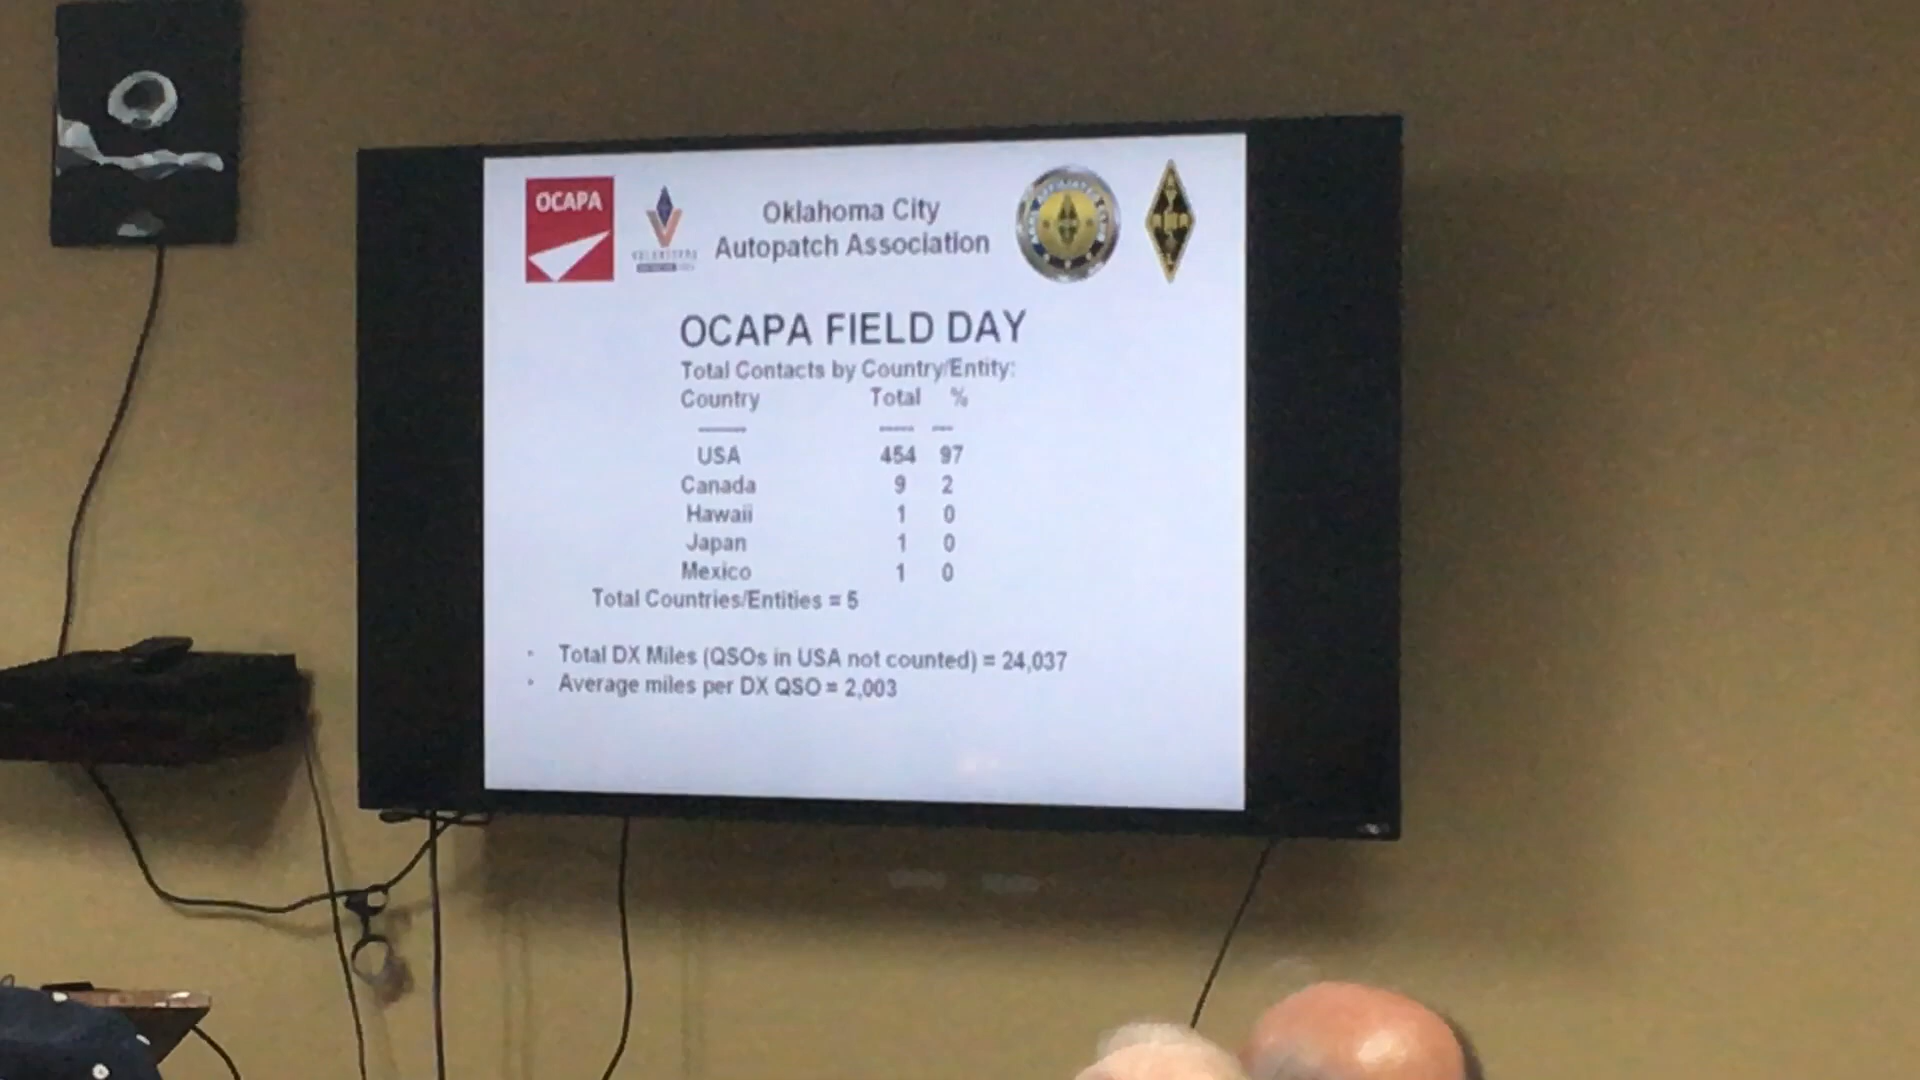 OCAPA
Oklahoma City
Autopatch Association
OCAPA FIELD DAY
Total Contacts by Country/Entity:
Country Total %
------ ----- ---
USA 454 97
Canada 9 2
Hawaii 1 0
Japan 1 0
Mexico 1 0
Total Countries/Entities = 5
• Total DX Miles (QSOs in USA not counted) = 24,037
• Average miles per DX QSO = 2,003